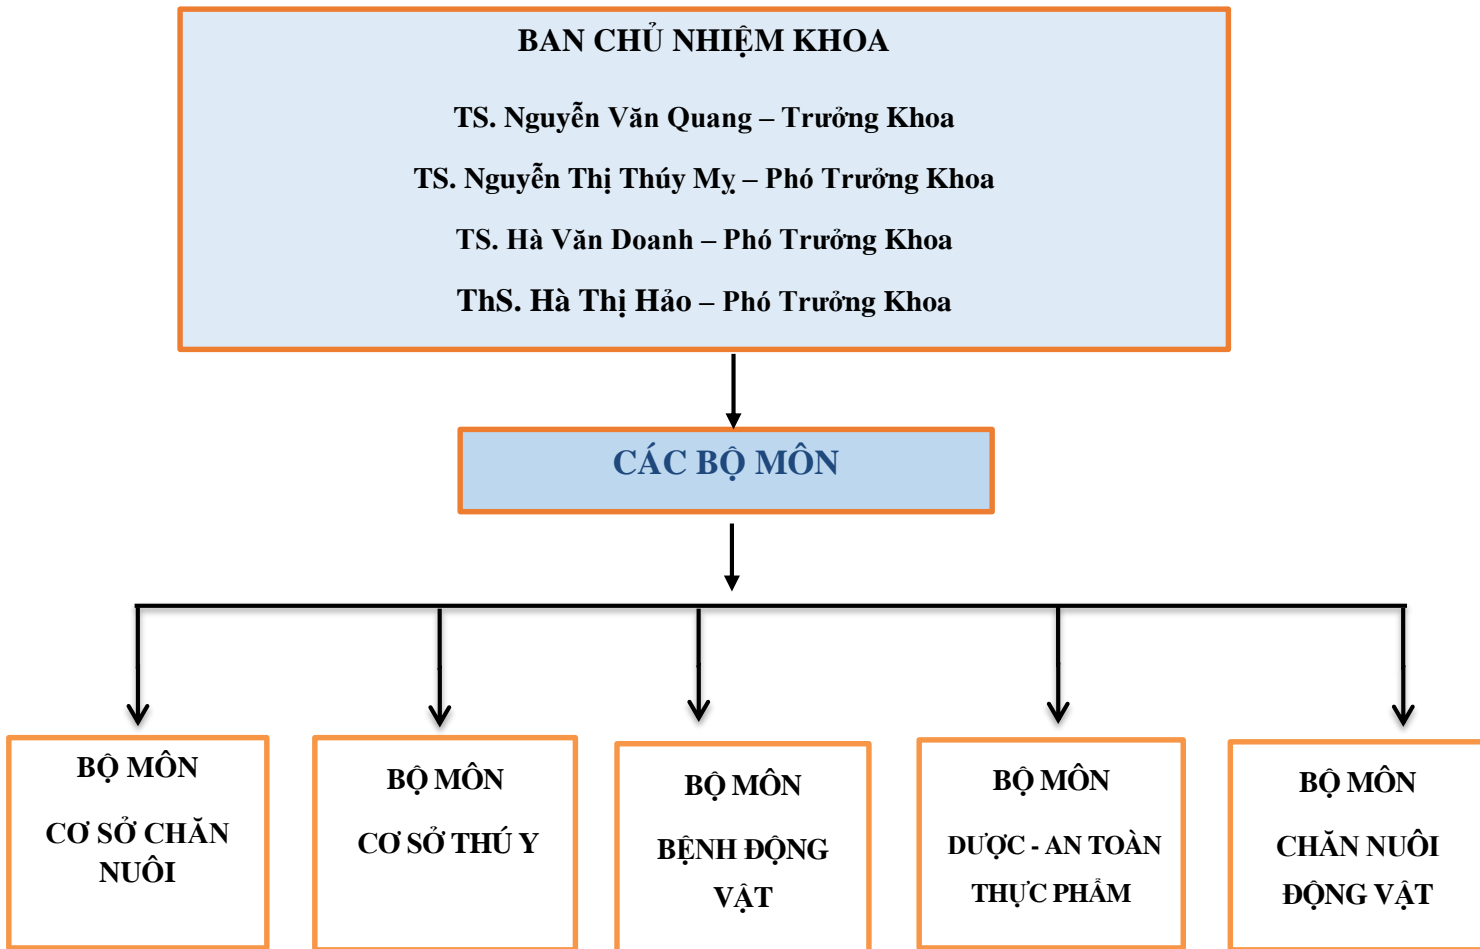 BAN CHỦ NHIỆM KHOA
TS. Nguyễn Văn Quang – Trưởng Khoa
TS. Nguyễn Thị Thúy Mỵ – Phó Trưởng Khoa
TS. Hà Văn Doanh – Phó Trưởng Khoa
ThS. Hà Thị Hảo – Phó Trưởng Khoa
CÁC BỘ MÔN
BỘ MÔN
CƠ SỞ CHĂN
NUÔI
BỘ MÔN
CƠ SỞ THÚ Y
BỘ MÔN
BỆNH ĐỘNG
VẬT
BỘ MÔN
DƯỢC - AN TOÀN
THỰC PHẨM
BỘ MÔN
CHĂN NUÔI
ĐỘNG VẬT